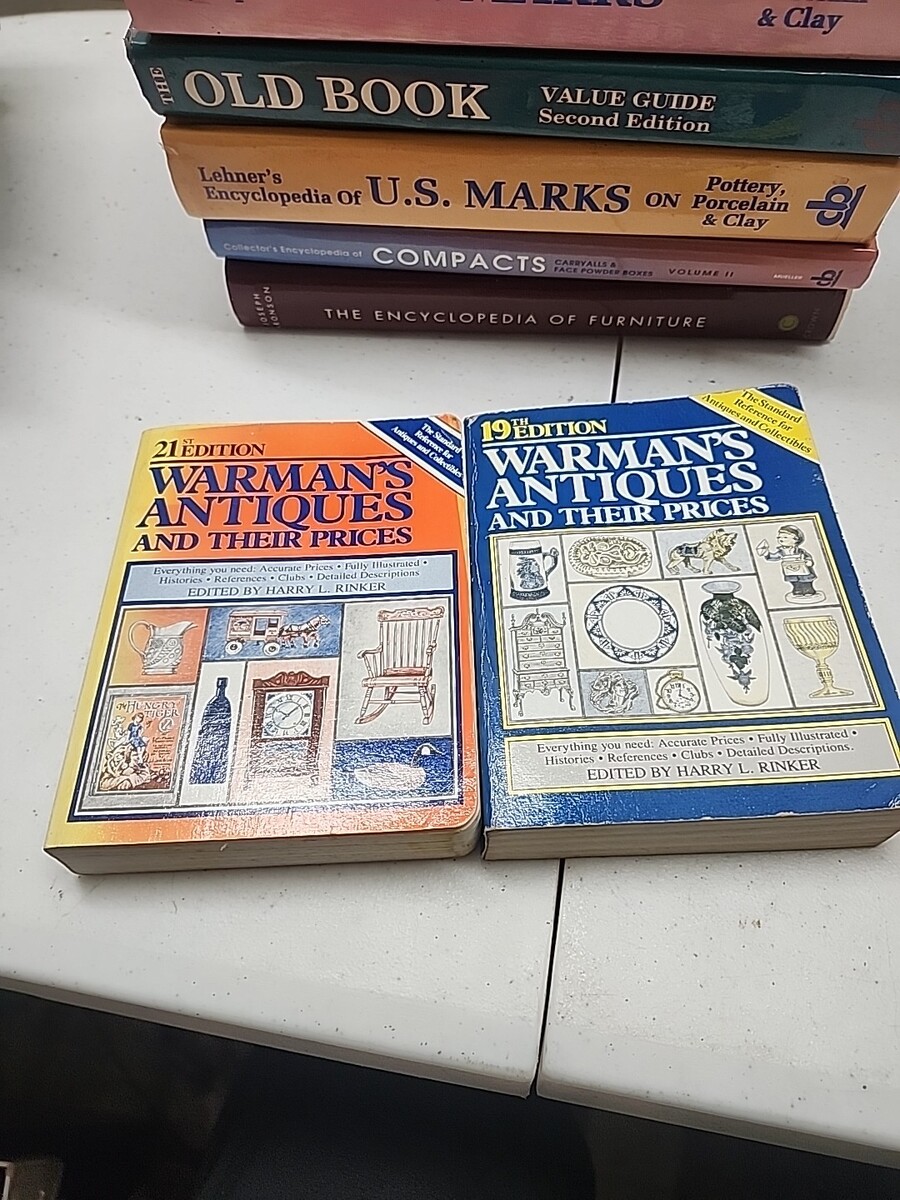 MARKS
& Clay
THE
OLD BOOK
VALUE GUIDE
Second Edition
Lehner's
Encyclopedia Of
U.S. MARKS ON
Pottery,
Porcelain
& Clay
cb
Collector's Encyclopedia of
COMPACTS
CARRYALLS &
FACE POWDER BOXES
VOLUME II
MUELLER
cb
JOSEPH
THE ENCYCLOPEDIA OF FURNITURE
21ST EDITION
The Standard
Reference for
Antiques and Collectibles
WARMAN'S
ANTIQUES
AND THEIR PRICES
Everything you need: Accurate Prices • Fully Illustrated •
Histories • References • Clubs • Detailed Descriptions
EDITED BY HARRY L. RINKER
The HUNGRY
TIGER
19TH EDITION
The Standard
Reference for
Antiques and Collectibles
WARMAN'S
ANTIQUES
AND THEIR PRICES
Everything you need: Accurate Prices • Fully Illustrated •
Histories • References • Clubs • Detailed Descriptions.
EDITED BY HARRY L. RINKER